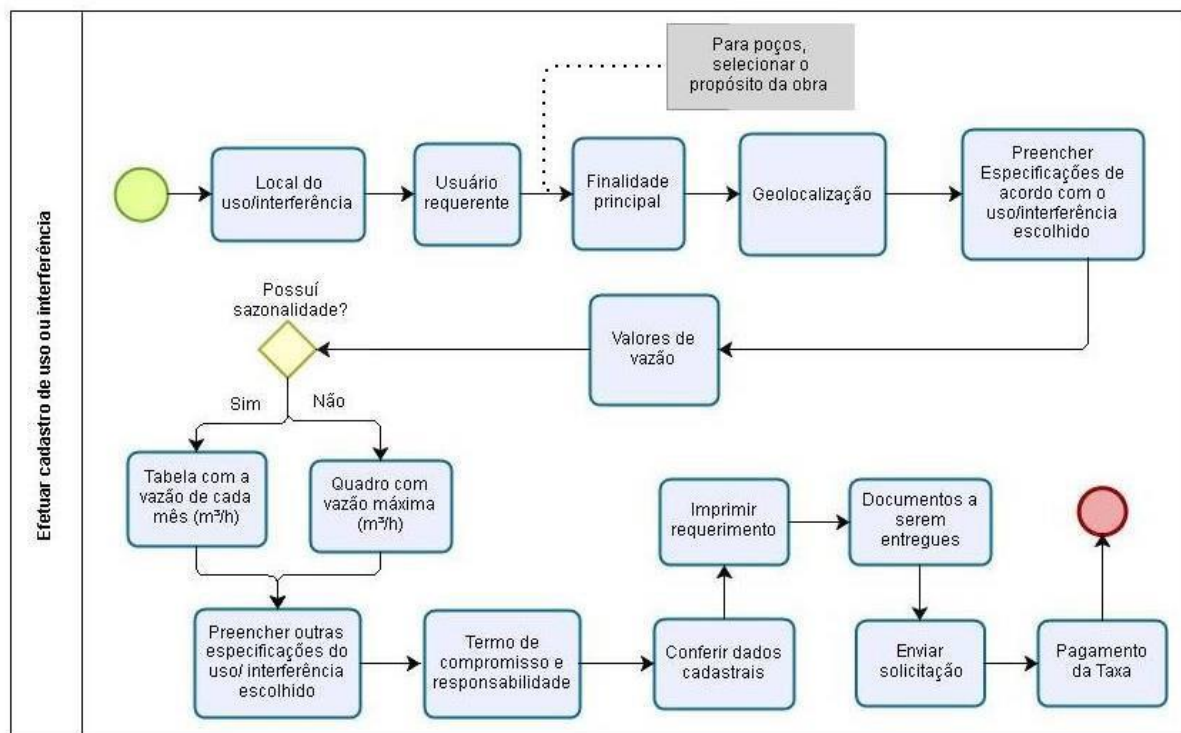 Efetuar cadastro de uso ou interferência
Para poços,
selecionar o
propósito da obra
Local do
uso/interferência
Usuário
requerente
Finalidade
principal
Geolocalização
Preencher
Especificações de
acordo com o
uso/interferência
escolhido
Valores de
vazão
Possuí
sazonalidade?
Sim
Não
Tabela com a
vazão de cada
mês (m³/h)
Quadro com
vazão máxima
(m³/h)
Preencher outras
especificações do
uso/ interferência
escolhido
Termo de
compromisso e
responsabilidade
Conferir dados
cadastrais
Imprimir
requerimento
Documentos a
serem
entregues
Enviar
solicitação
Pagamento
da Taxa